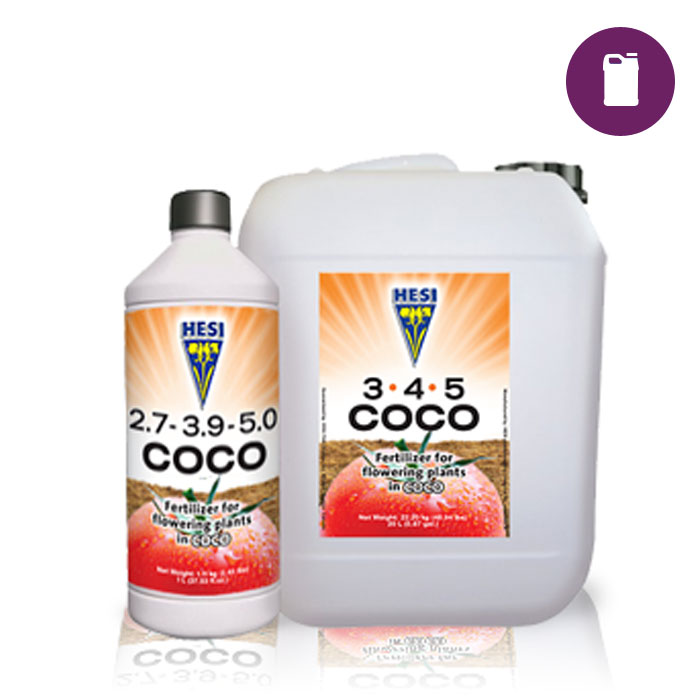 HESI
2.7-3.9-5.0
COCO
Fertilizer for
flowering plants
in COCO
HESI
3•4•5
COCO
Fertilizer for
flowering plants
in COCO